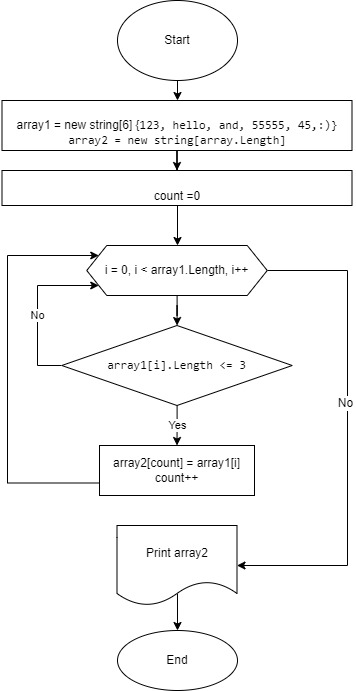 Start
array1 = new string[6] {123, hello, and, 55555, 45,:)}
array2 = new string[array.Length]
count =0
i = 0, i < array1.Length, i++
No
array1[i].Length <= 3
No
Yes
array2[count] = array1[i]
count++
Print array2
End